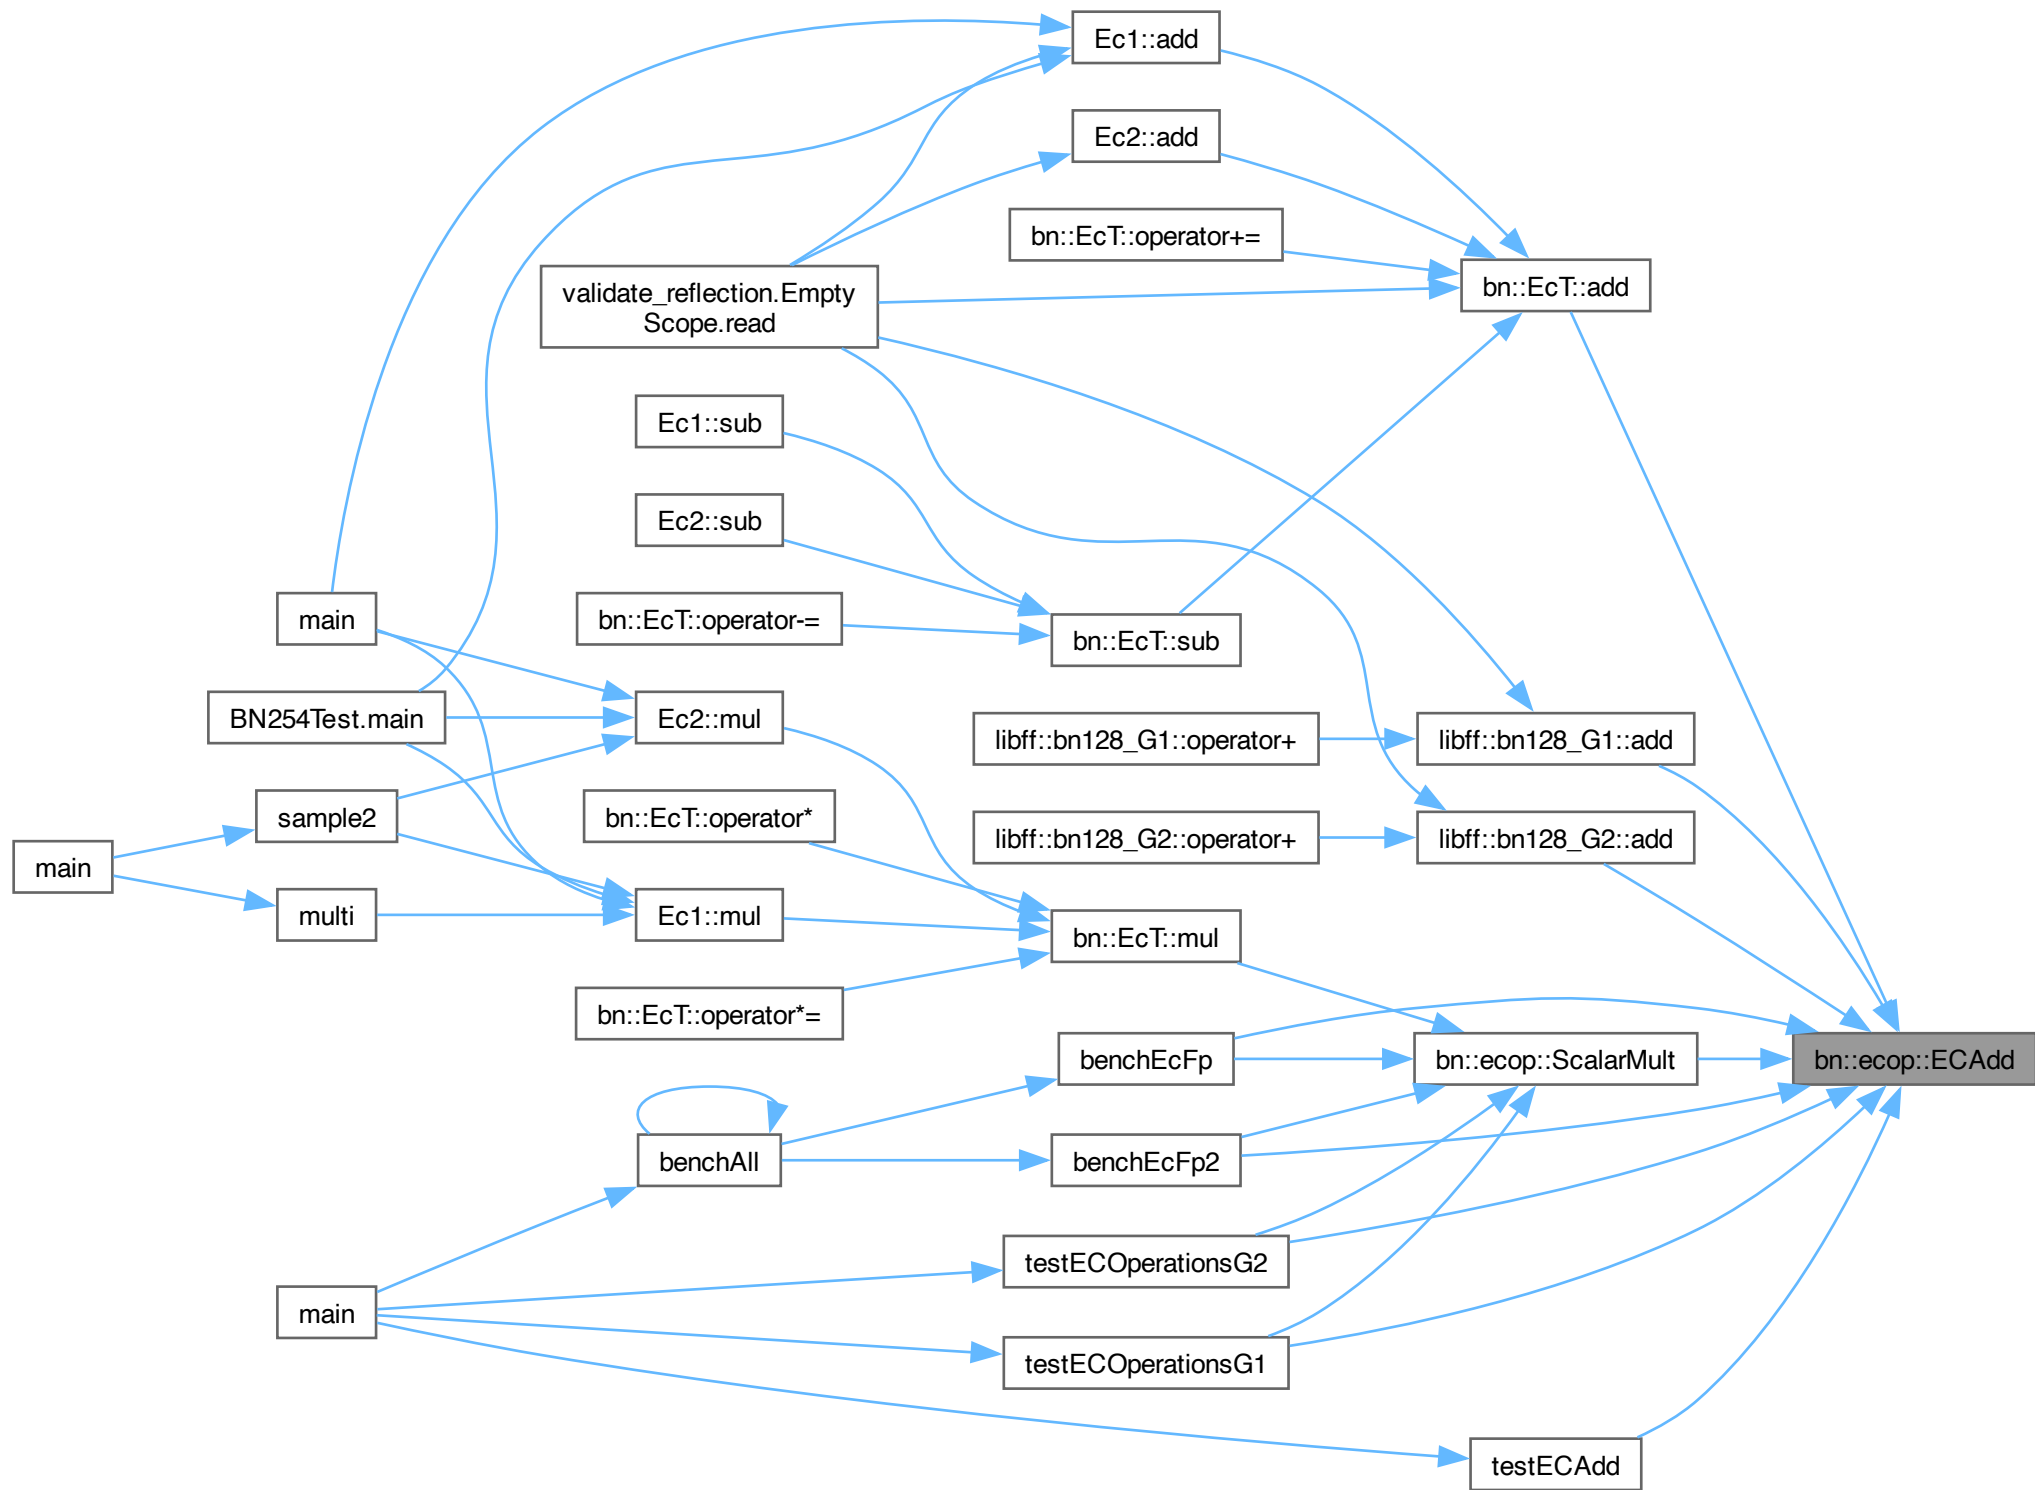 Ec1::add
Ec2::add
bn::EcT::operator+=
bn::EcT::add
validate_reflection.Empty
Scope.read
Ec1::sub
Ec2::sub
main
bn::EcT::operator-=
bn::EcT::sub
BN254Test.main
Ec2::mul
libff::bn128_G1::operator+
libff::bn128_G1::add
sample2
bn::EcT::operator*
libff::bn128_G2::operator+
libff::bn128_G2::add
main
multi
Ec1::mul
bn::EcT::mul
bn::EcT::operator*=
benchEcFp
bn::ecop::ScalarMult
bn::ecop::ECAdd
benchAll
benchEcFp2
testECOperationsG2
main
testECOperationsG1
testECAdd